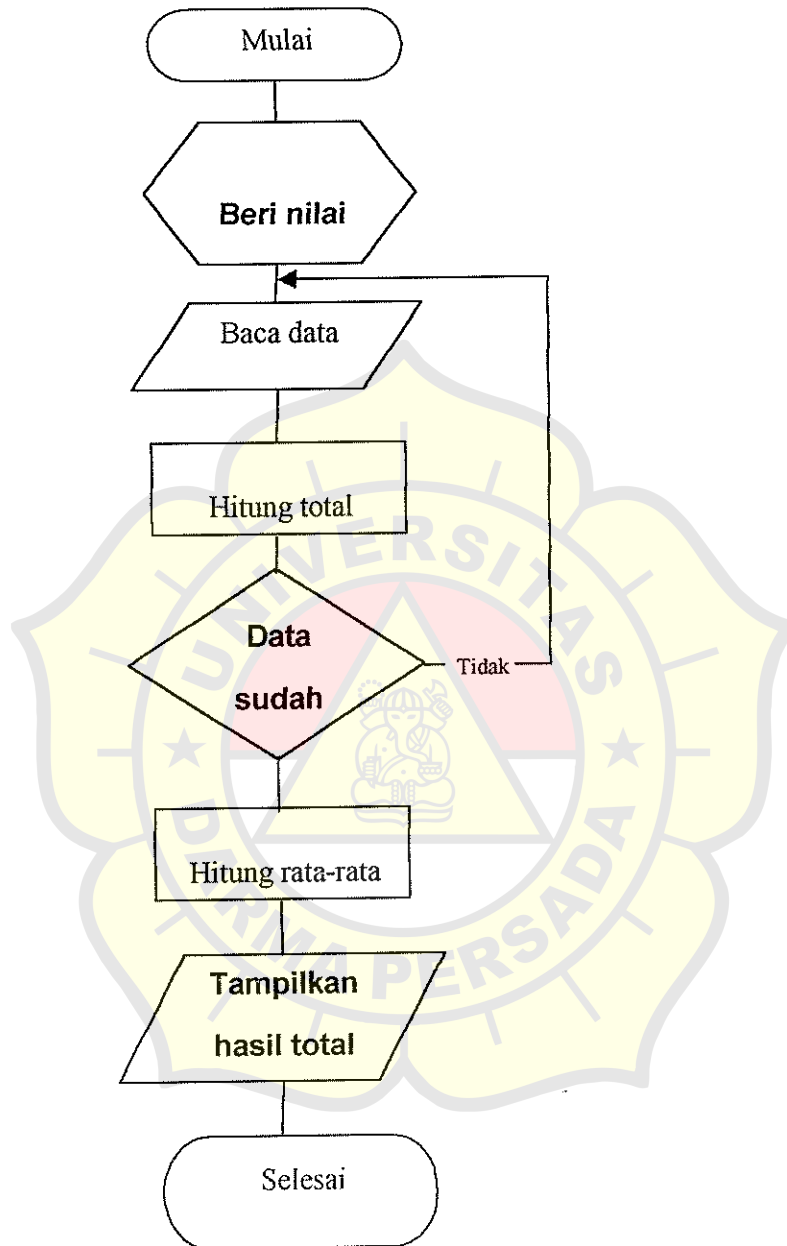 Mulai
Beri nilai
Baca data
Hitung total
Data
sudah
Tidak
Hitung rata-rata
Tampilkan
hasil total
Selesai
UNIVERSITAS
DARMA PERSADA